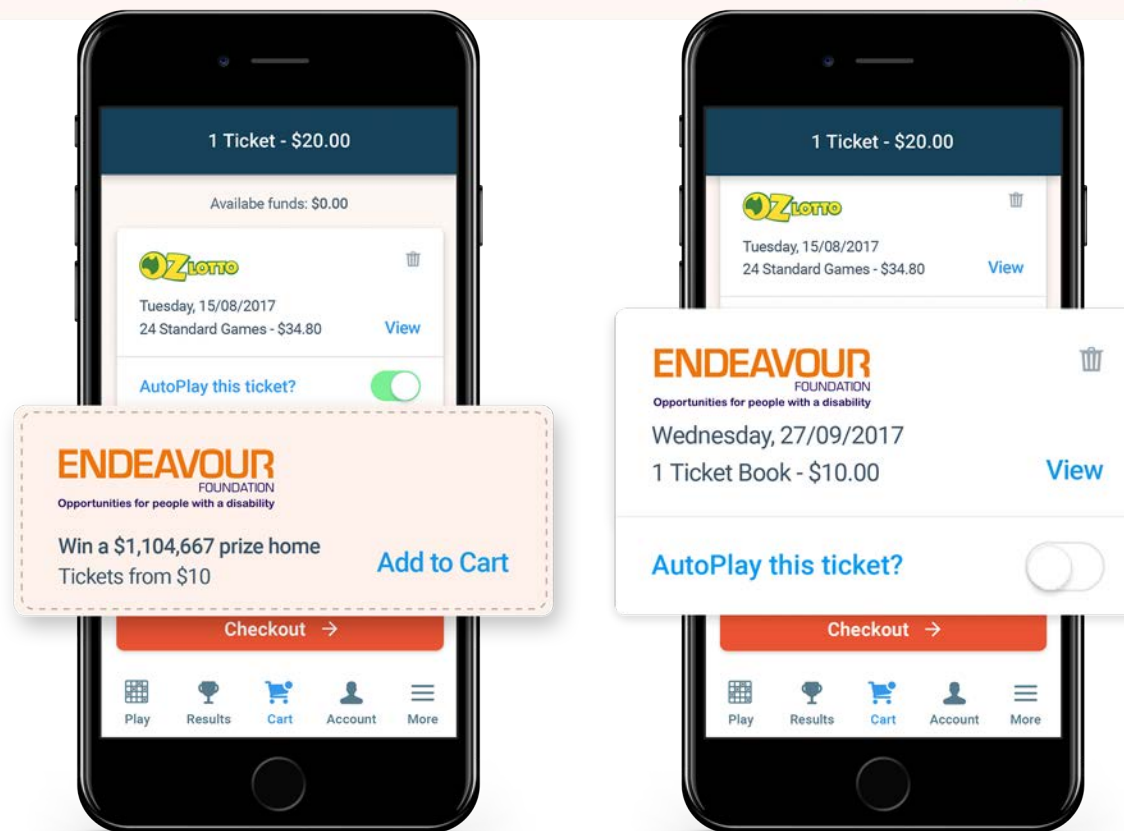 1 Ticket - $20.00
Availabe funds: $0.00
OZ LOTTO
Tuesday, 15/08/2017
24 Standard Games - $34.80
View
AutoPlay this ticket?
ENDEAVOUR
FOUNDATION
Opportunities for people with a disability
Win a $1,104,667 prize home
Tickets from $10
Add to Cart
Checkout →
Play
Results
Cart
Account
More
1 Ticket - $20.00
OZ LOTTO
Tuesday, 15/08/2017
24 Standard Games - $34.80
View
ENDEAVOUR
FOUNDATION
Opportunities for people with a disability
Wednesday, 27/09/2017
1 Ticket Book - $10.00
View
AutoPlay this ticket?
Checkout →
Play
Results
Cart
Account
More